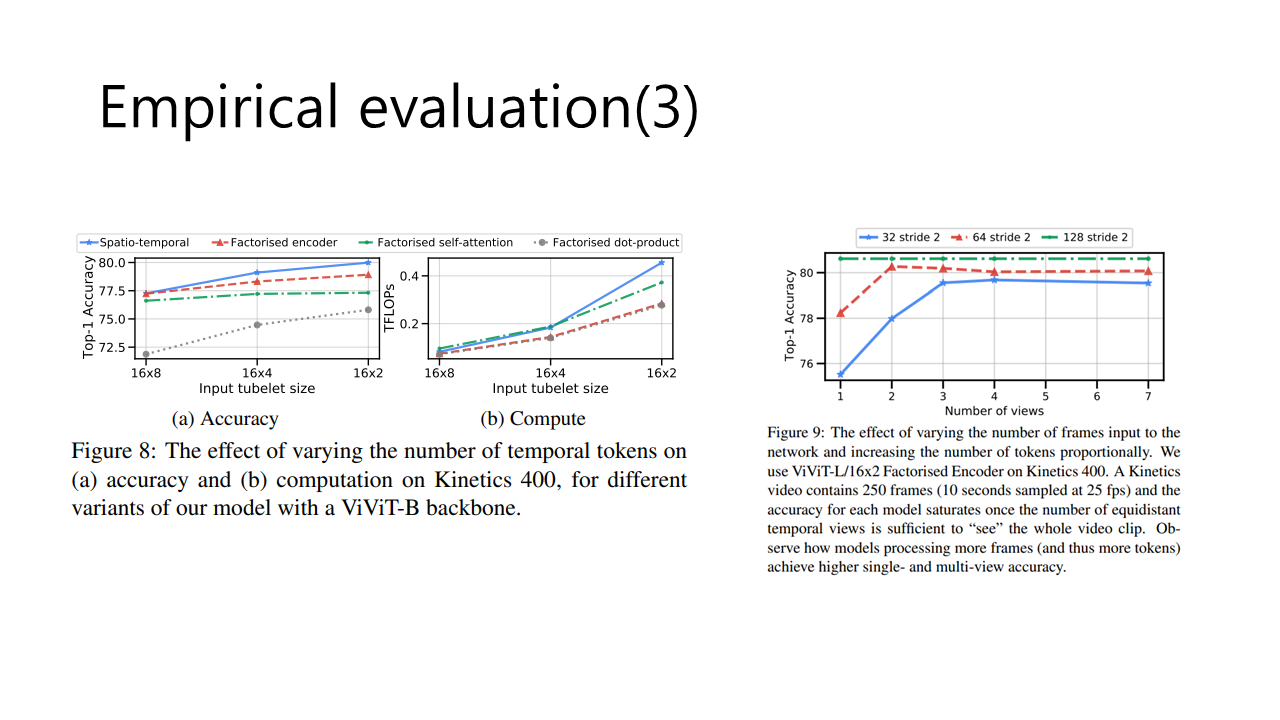 Empirical evaluation(3)
Spatio-temporal Factorised encoder Factorised self-attention Factorised dot-product
80.0
77.5
75.0
72.5
Top-1 Accuracy
16x8 16x4 16x2
Input tubelet size
(a) Accuracy
0.4
0.2
TFLOPs
16x8 16x4 16x2
Input tubelet size
(b) Compute
Figure 8: The effect of varying the number of temporal tokens on
(a) accuracy and (b) computation on Kinetics 400, for different
variants of our model with a ViViT-B backbone.
32 stride 2 64 stride 2 128 stride 2
80
78
76
Top-1 Accuracy
1 2 3 4 5 6 7
Number of views
Figure 9: The effect of varying the number of frames input to the
network and increasing the number of tokens proportionally. We
use ViViT-L/16x2 Factorised Encoder on Kinetics 400. A Kinetics
video contains 250 frames (10 seconds sampled at 25 fps) and the
accuracy for each model saturates once the number of equidistant
temporal views is sufficient to “see” the whole video clip. Ob-
serve how models processing more frames (and thus more tokens)
achieve higher single- and multi-view accuracy.